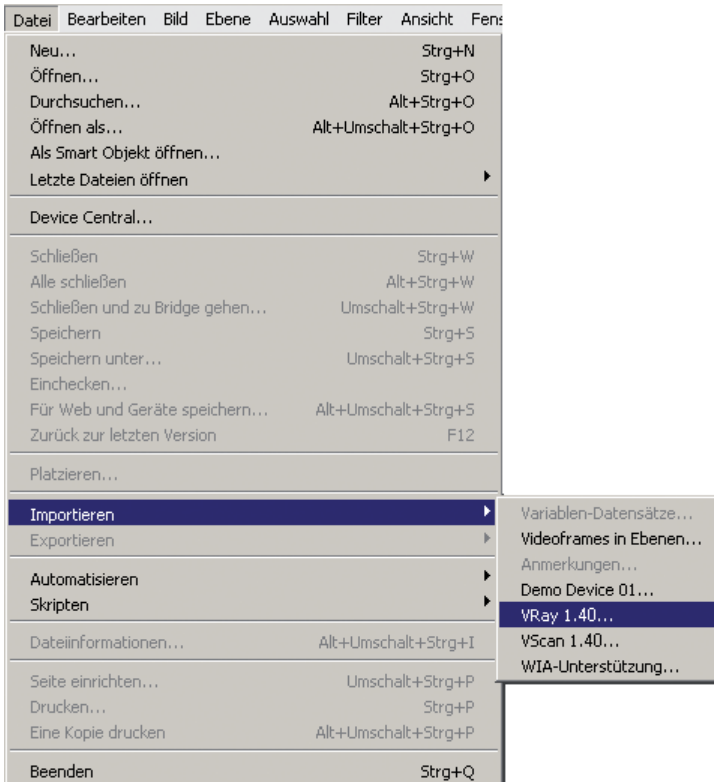 Datei Bearbeiten Bild Ebene Auswahl Filter Ansicht
Neu... Strg+N
Öffnen... Strg+O
Durchsuchen... Alt+Strg+O
Öffnen als... Alt+Umschalt+Strg+O
Als Smart Objekt öffnen...
Letzte Dateien öffnen
Device Central...
Schließen Strg+W
Alle schließen Alt+Strg+W
Schließen und zu Bridge gehen... Umschalt+Strg+W
Speichern Strg+S
Speichern unter... Umschalt+Strg+S
Einchecken...
Für Web und Geräte speichern... Alt+Umschalt+Strg+S
Zurück zur letzten Version F12
Platzieren...
Importieren
Exportieren
Automatisieren
Skripten
Dateiinformationen... Alt+Umschalt+Strg+I
Seite einrichten... Umschalt+Strg+P
Drucken... Strg+P
Eine Kopie drucken Alt+Umschalt+Strg+P
Beenden Strg+Q
Variablen-Datensätze...
Videoframes in Ebenen...
Anmerkungen...
Demo Device 01...
VRay 1.40...
VScan 1.40...
WIA-Unterstützung...